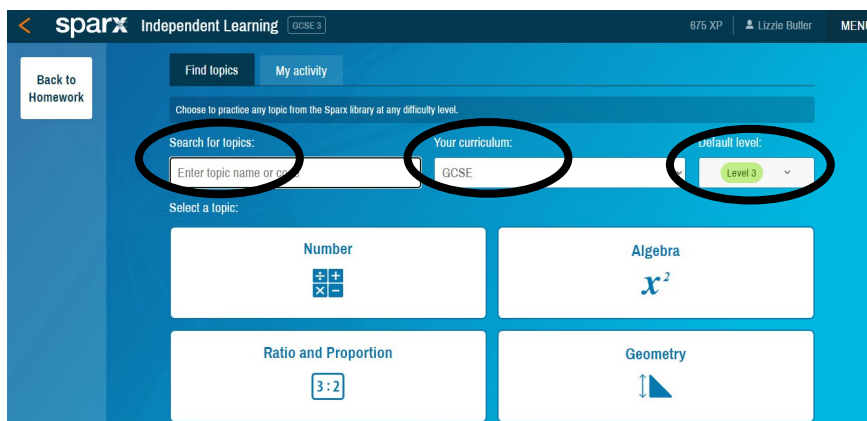 < sparx Independent Learning GCSE 3 675 XP Lizzie Butler MENU
Back to
Homework
Find topics My activity
Choose to practice any topic from the Sparx library at any difficulty level.
Search for topics: Your curriculum: Default level:
Enter topic name or code GCSE Level 3
Select a topic:
Number Algebra
÷ + x²
× −
Ratio and Proportion Geometry
3:2